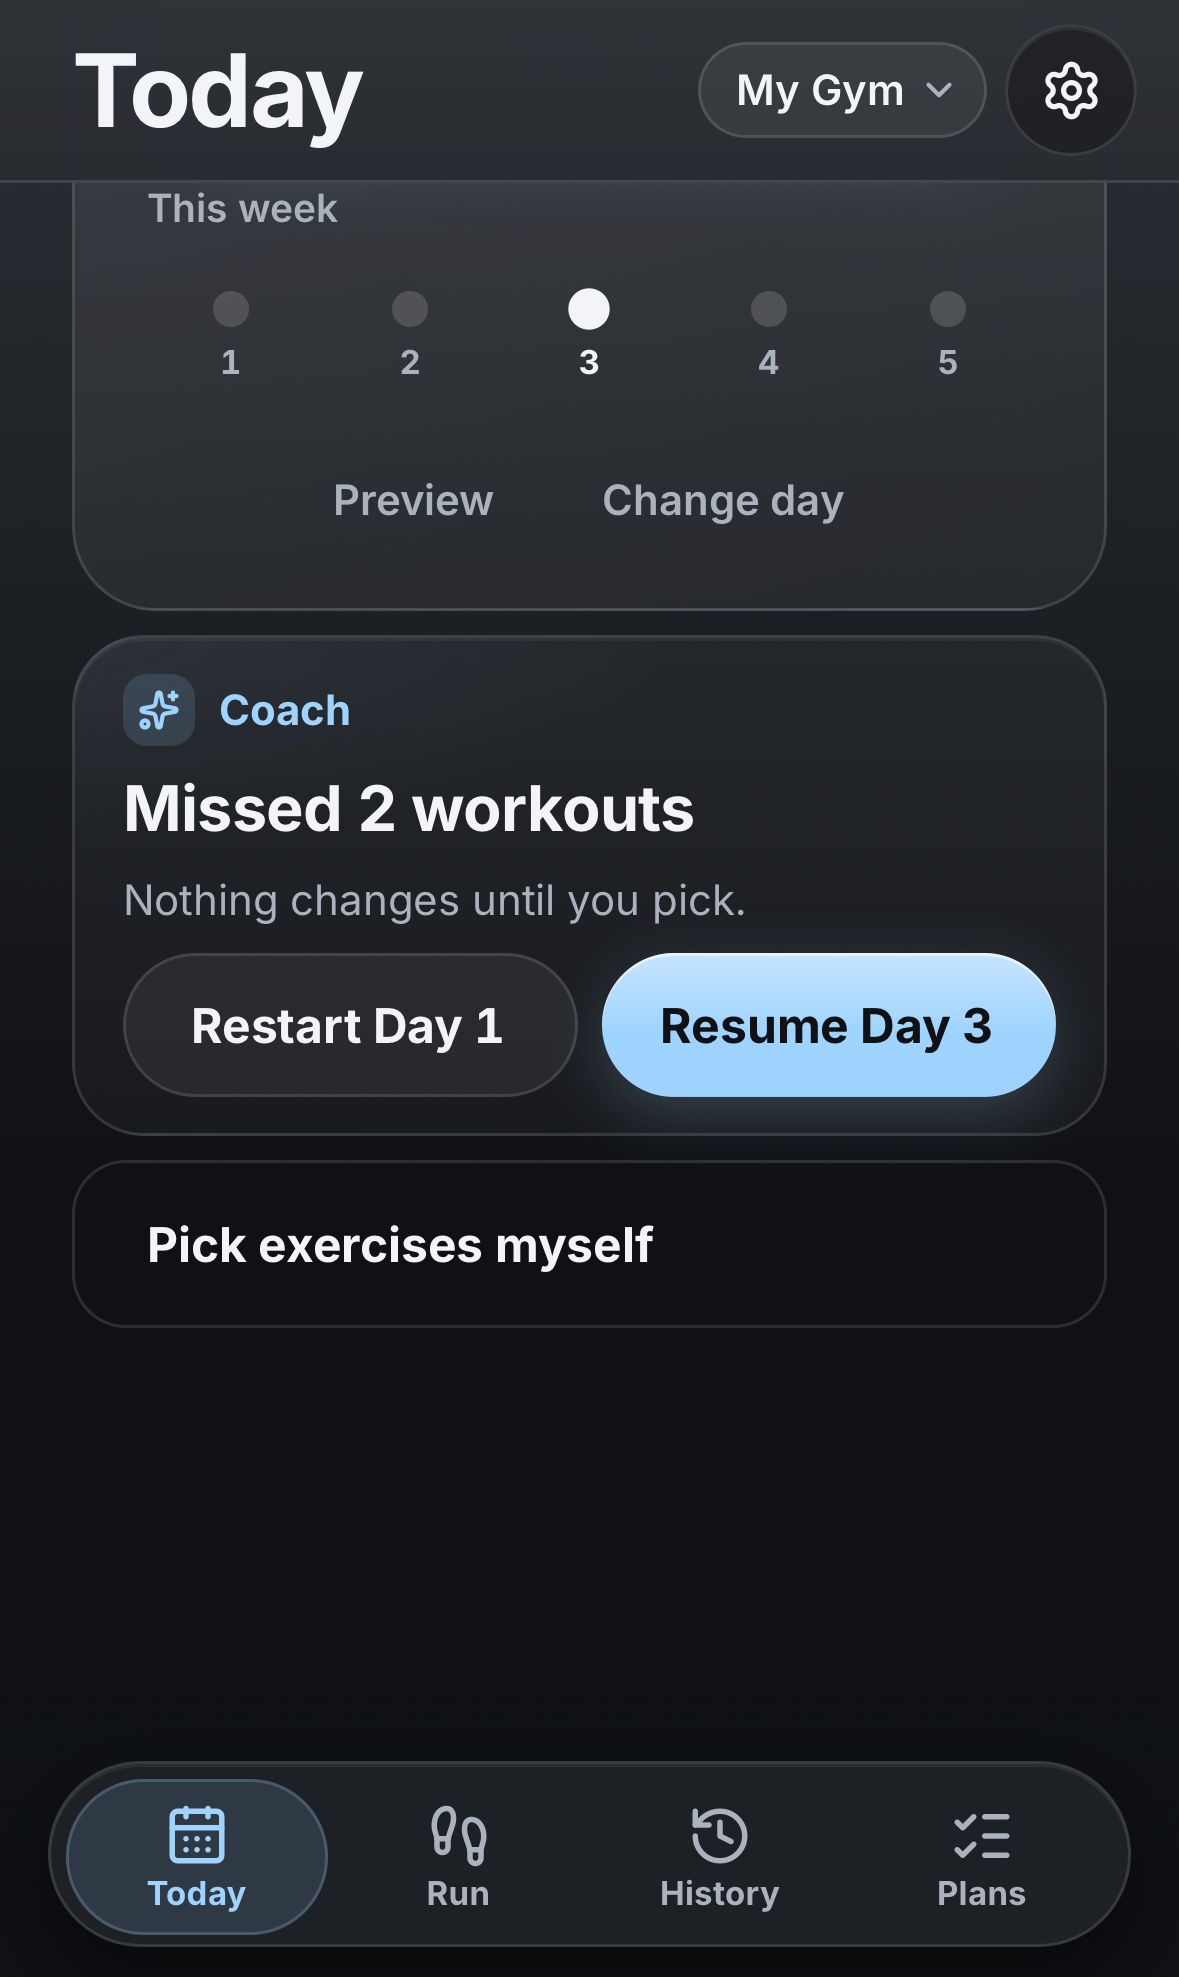 Today
My Gym
This week
1 2 3 4 5
Preview Change day
Coach
Missed 2 workouts
Nothing changes until you pick.
Restart Day 1 Resume Day 3
Pick exercises myself
Today Run History Plans